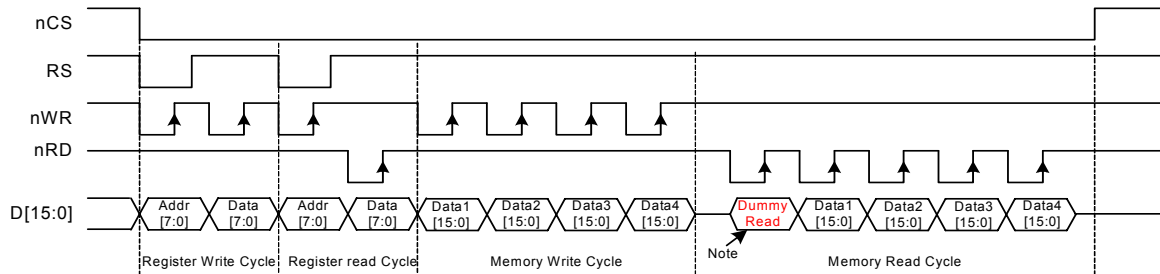 nCS
RS
nWR
nRD
D[15:0]
Addr
[7:0]
Data
[7:0]
Addr
[7:0]
Data
[7:0]
Data1
[15:0]
Data2
[15:0]
Data3
[15:0]
Data4
[15:0]
Dummy
Read
Data1
[15:0]
Data2
[15:0]
Data3
[15:0]
Data4
[15:0]
Note
Register Write Cycle
Register read Cycle
Memory Write Cycle
Memory Read Cycle